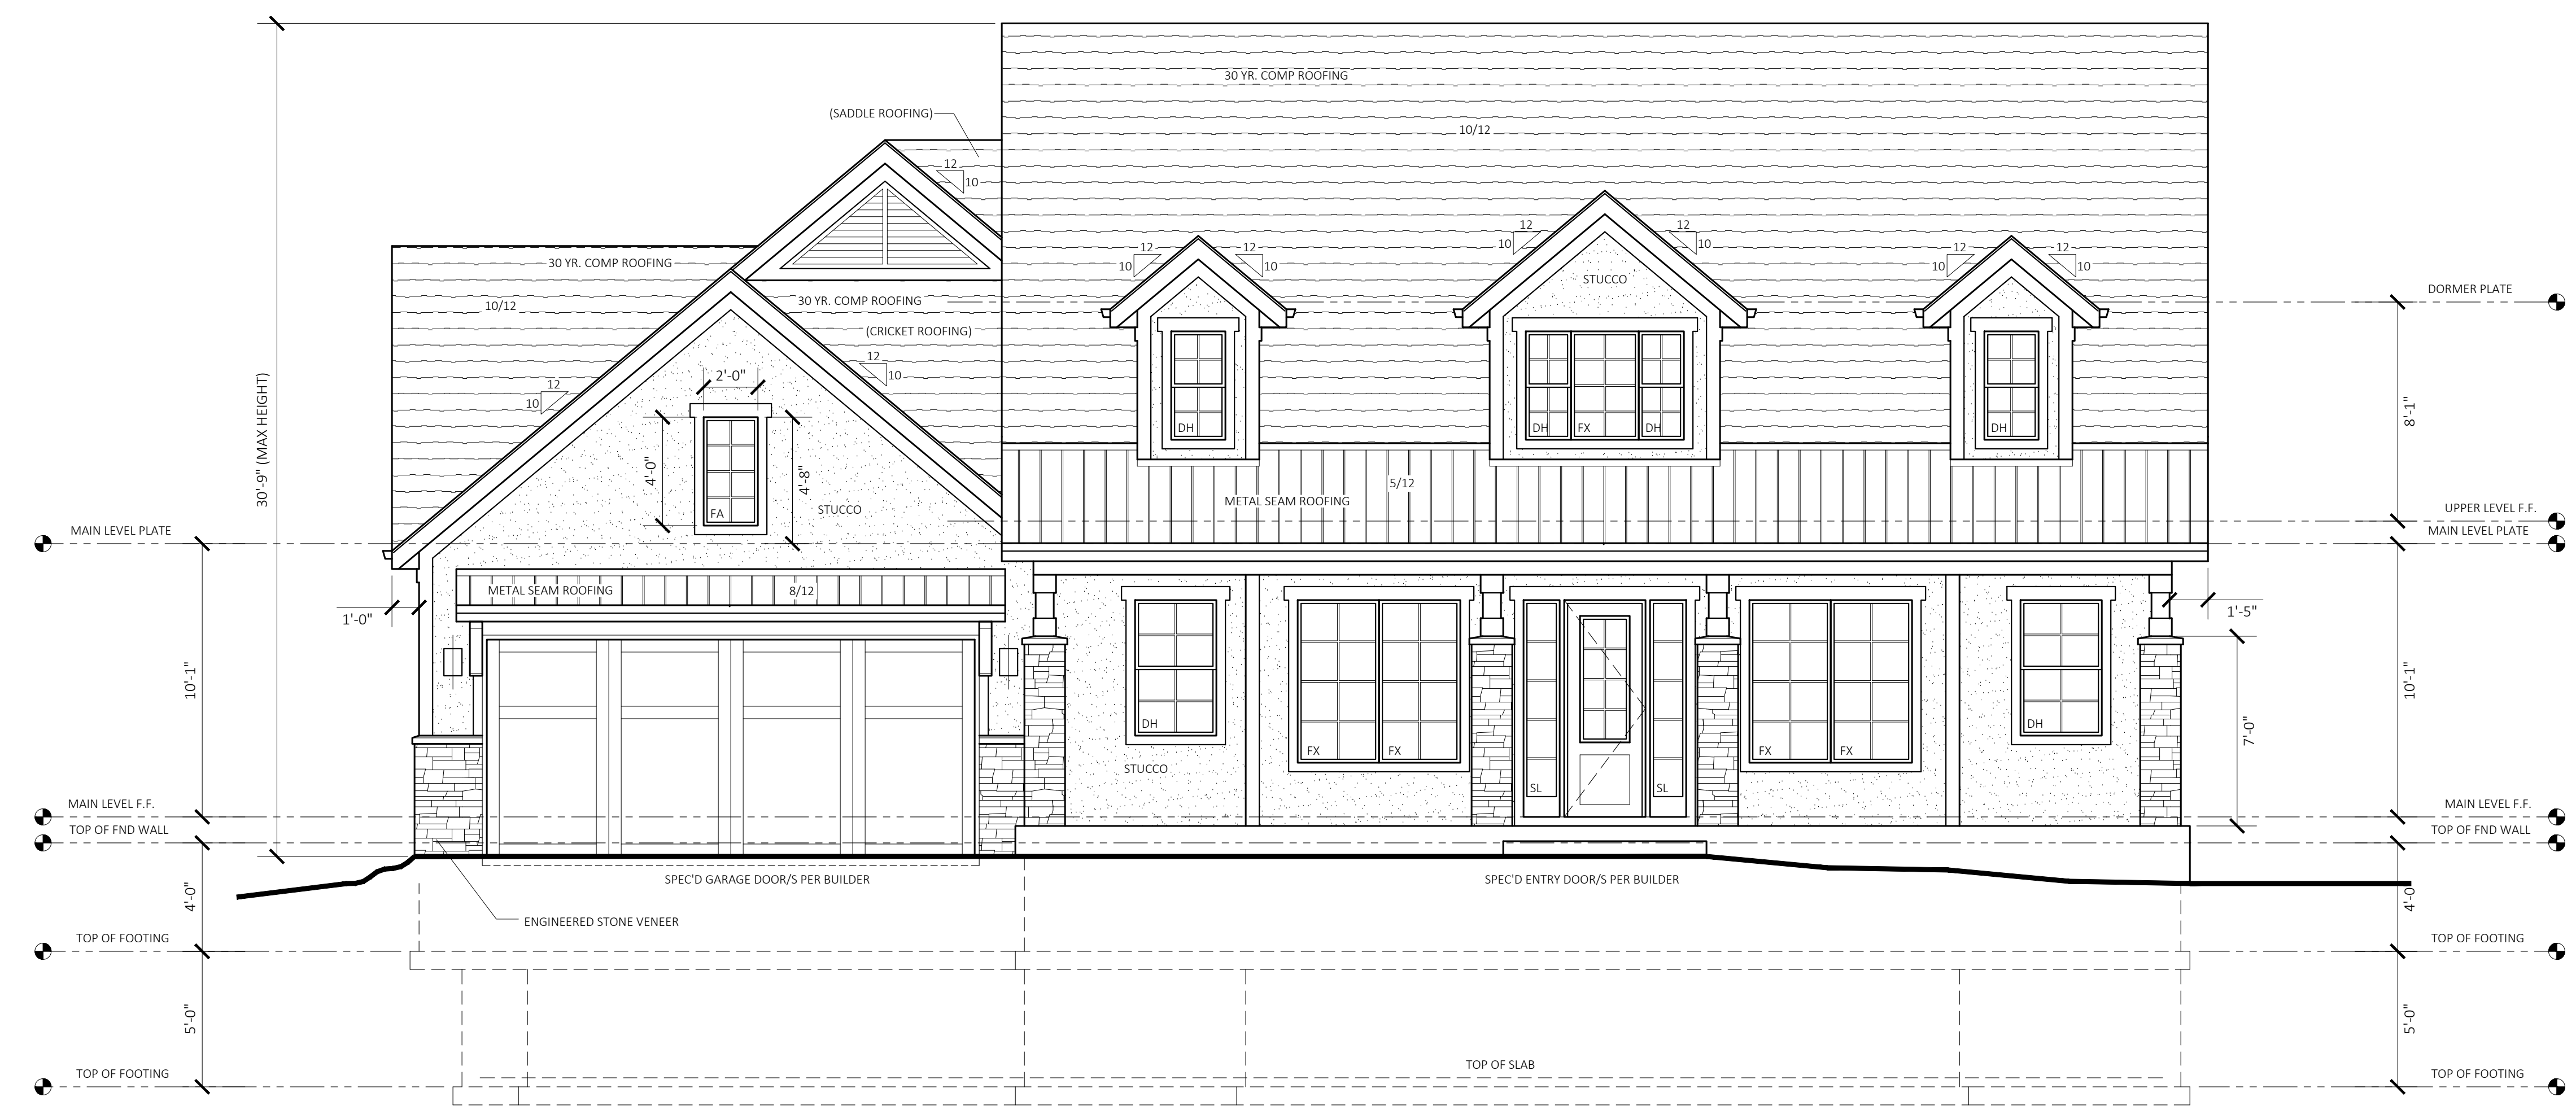 30 YR. COMP ROOFING
(SADDLE ROOFING)
10/12
12
10
12
10
12
10
12
10
12
10
12
10
12
10
30 YR. COMP ROOFING
STUCCO
DORMER PLATE
30 YR. COMP ROOFING
10/12
(CRICKET ROOFING)
12
10
12
10
2'-0"
30'-9" (MAX HEIGHT)
8'-1"
DH
DH
FX
DH
DH
4'-0"
4'-8"
5/12
METAL SEAM ROOFING
FA
STUCCO
UPPER LEVEL F.F.
MAIN LEVEL PLATE
MAIN LEVEL PLATE
METAL SEAM ROOFING
8/12
1'-0"
1'-5"
10'-1"
10'-1"
7'-0"
DH
DH
FX
FX
FX
FX
STUCCO
SL
SL
MAIN LEVEL F.F.
MAIN LEVEL F.F.
TOP OF FND WALL
TOP OF FND WALL
SPEC'D GARAGE DOOR/S PER BUILDER
SPEC'D ENTRY DOOR/S PER BUILDER
4'-0"
4'-0
ENGINEERED STONE VENEER
TOP OF FOOTING
TOP OF FOOTING
5'-0"
5'-0"
TOP OF SLAB
TOP OF FOOTING
TOP OF FOOTING